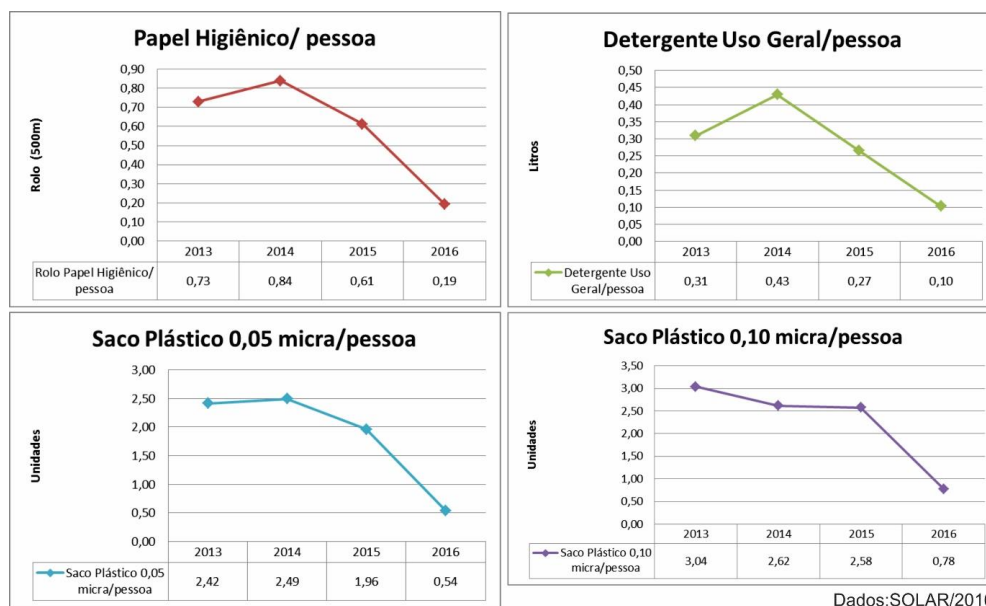 Papel Higiênico/ pessoa
Rolo (500m)
0,90
0,80
0,70
0,60
0,50
0,40
0,30
0,20
0,10
0,00
2013 2014 2015 2016
Rolo Papel Higiênico/
pessoa
0,73 0,84 0,61 0,19
Detergente Uso Geral/pessoa
Litros
0,50
0,45
0,40
0,35
0,30
0,25
0,20
0,15
0,10
0,05
0,00
2013 2014 2015 2016
Detergente Uso
Geral/pessoa
0,31 0,43 0,27 0,10
Saco Plástico 0,05 micra/pessoa
Unidades
3,00
2,50
2,00
1,50
1,00
0,50
0,00
2013 2014 2015 2016
Saco Plástico 0,05
micra/pessoa
2,42 2,49 1,96 0,54
Saco Plástico 0,10 micra/pessoa
Unidades
3,50
3,00
2,50
2,00
1,50
1,00
0,50
0,00
2013 2014 2015 2016
Saco Plástico 0,10
micra/pessoa
3,04 2,62 2,58 0,78
Dados:SOLAR/2016